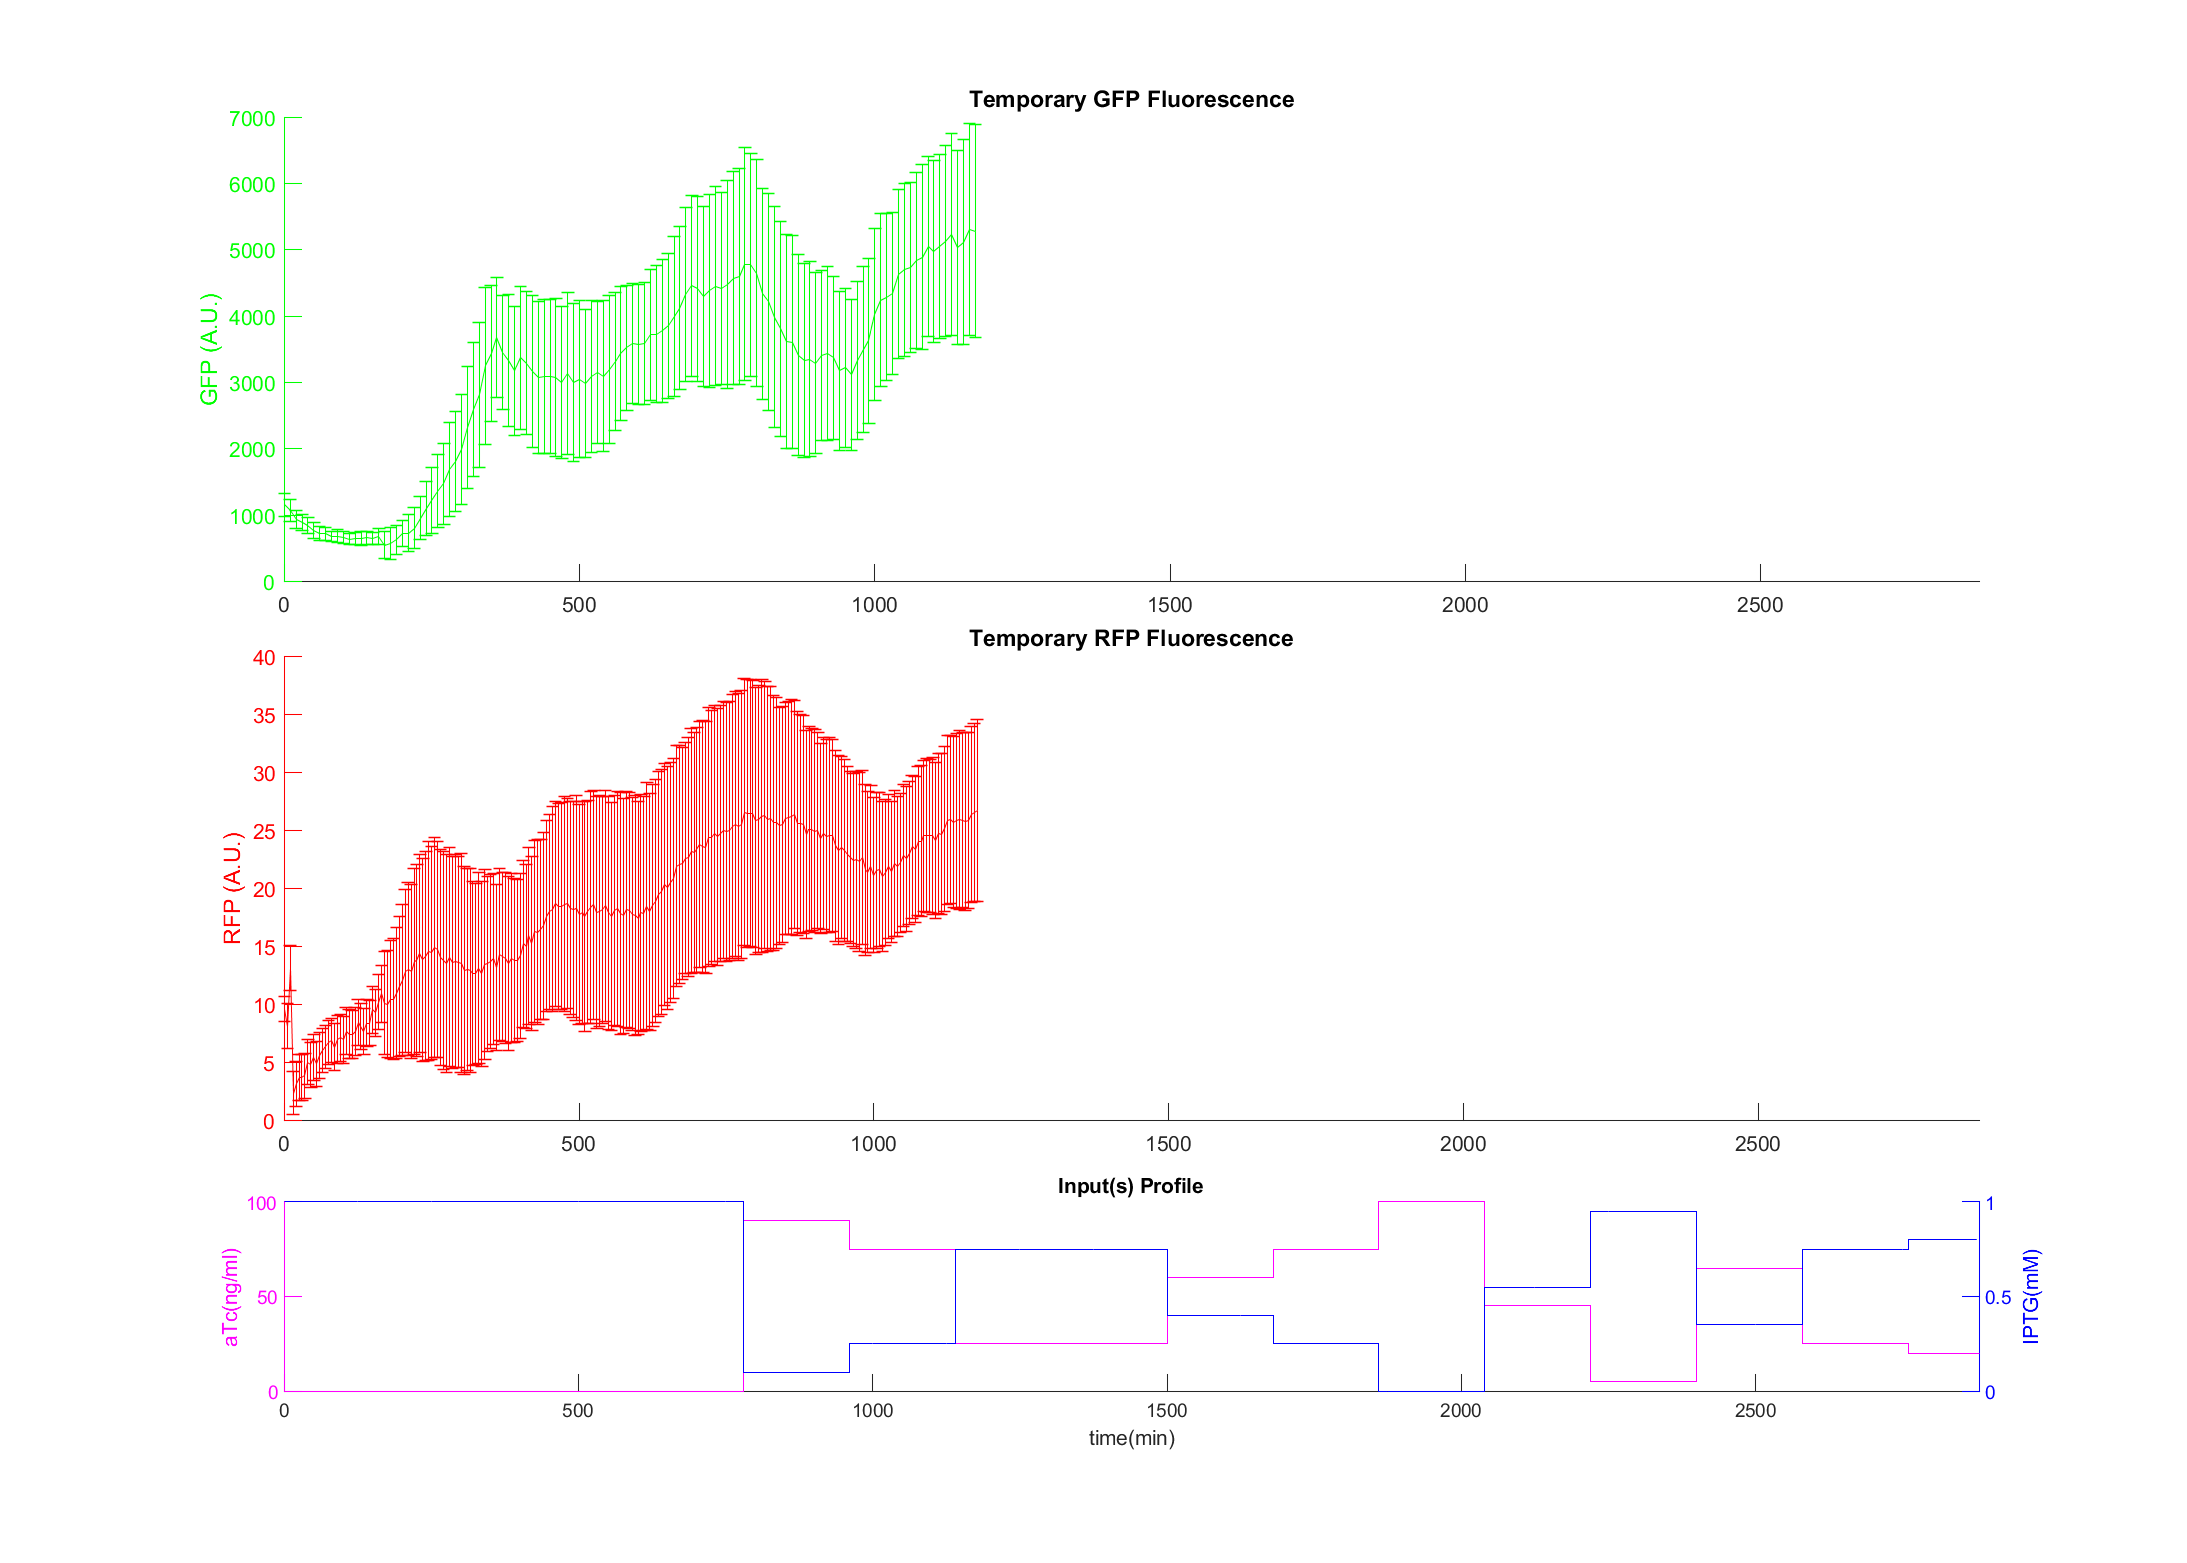 Temporary GFP Fluorescence
7000
6000
5000
4000
3000
2000
1000
0
GFP (A.U.)
0 500 1000 1500 2000 2500
Temporary RFP Fluorescence
40
35
30
25
20
15
10
5
0
RFP (A.U.)
0 500 1000 1500 2000 2500
Input(s) Profile
100
50
0
aTc(ng/ml)
1
0.5
0
IPTG(mM)
0 500 1000 1500 2000 2500
time(min)